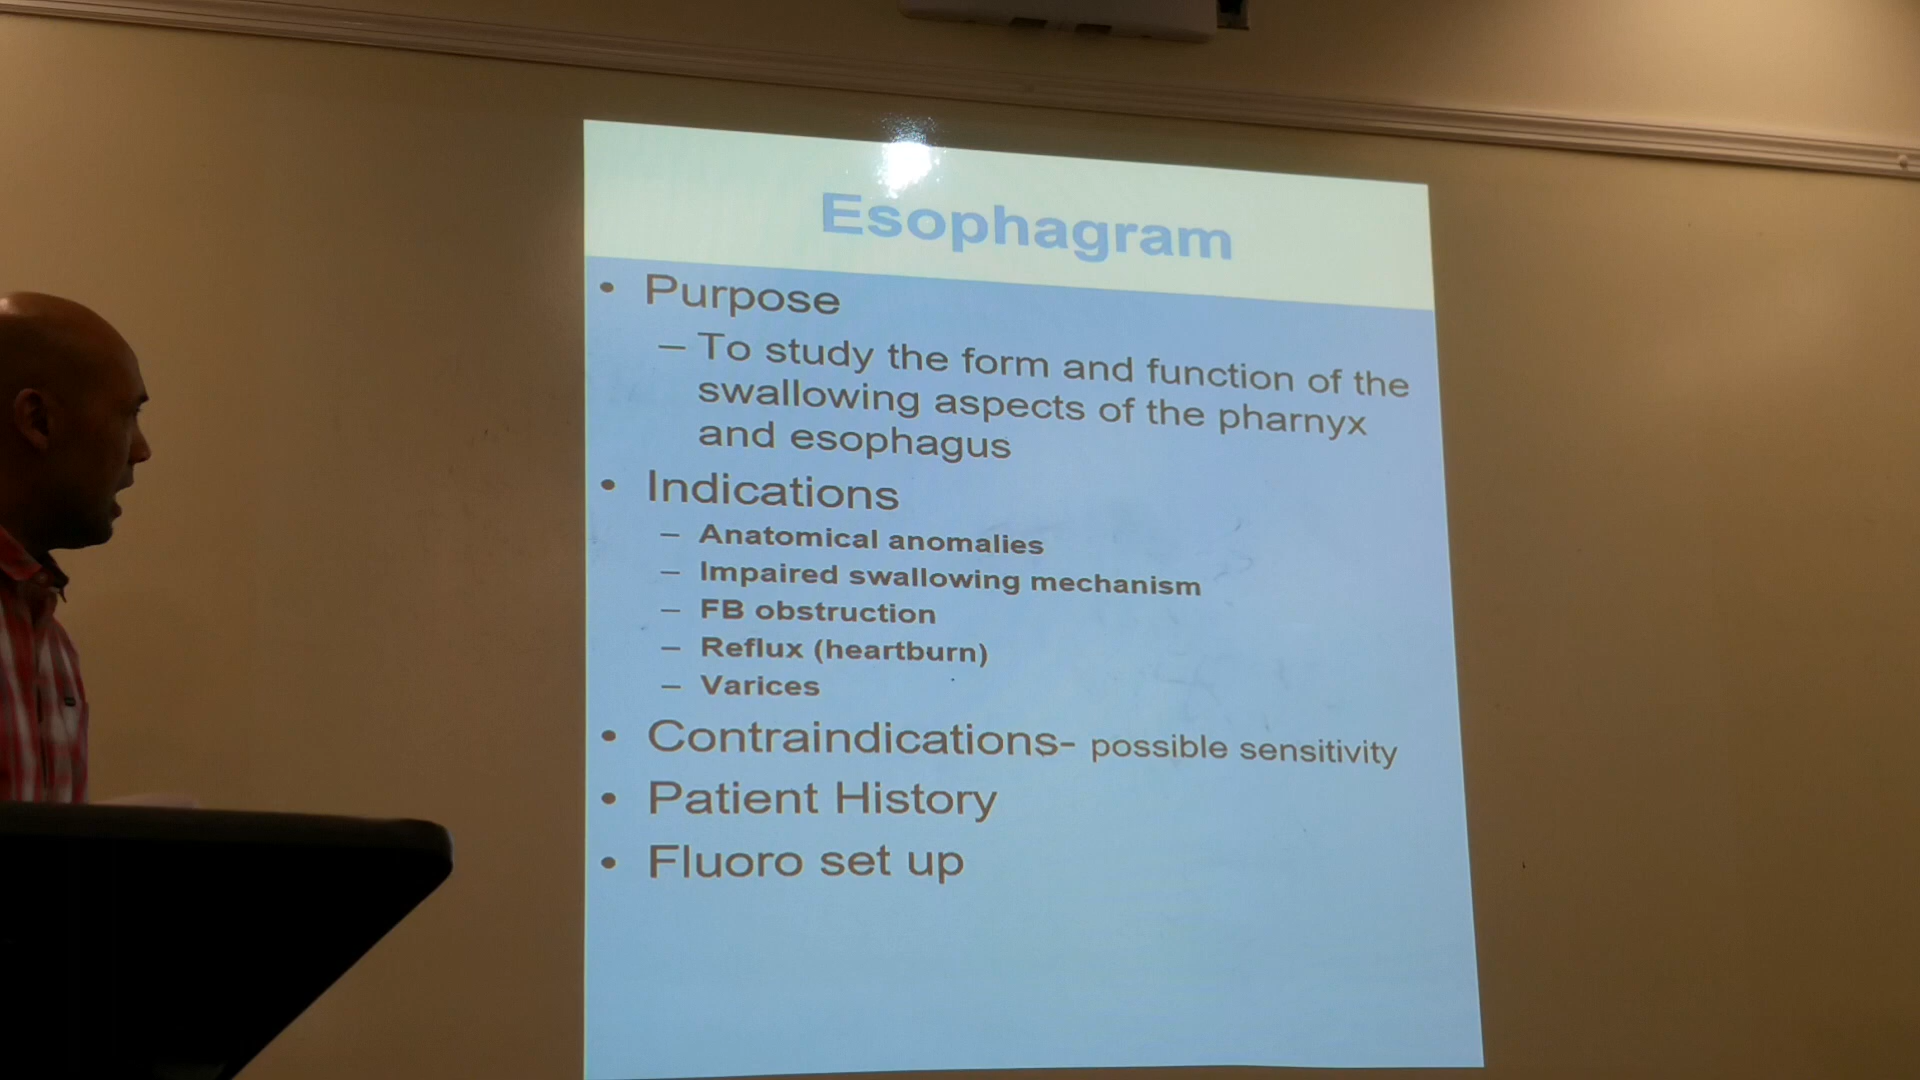 Esophagram
• Purpose
– To study the form and function of the
swallowing aspects of the pharnyx
and esophagus
• Indications
– Anatomical anomalies
– Impaired swallowing mechanism
– FB obstruction
– Reflux (heartburn)
– Varices
• Contraindications- possible sensitivity
• Patient History
• Fluoro set up